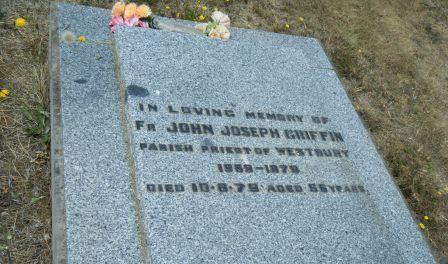 IN LOVING MEMORY OF
FR JOHN JOSEPH GRIFFIN
PARISH PRIEST OF WESTBURY
1969-1979
DIED 10.6.79 AGED 56 YEARS